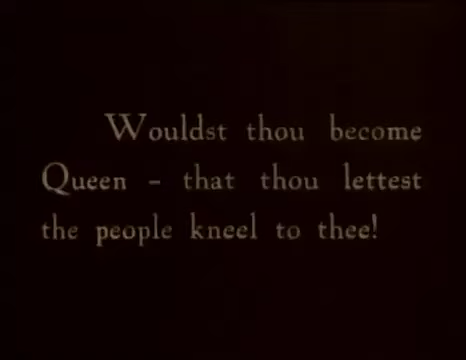 Wouldst thou become
Queen - that thou lettest
the people kneel to thee!